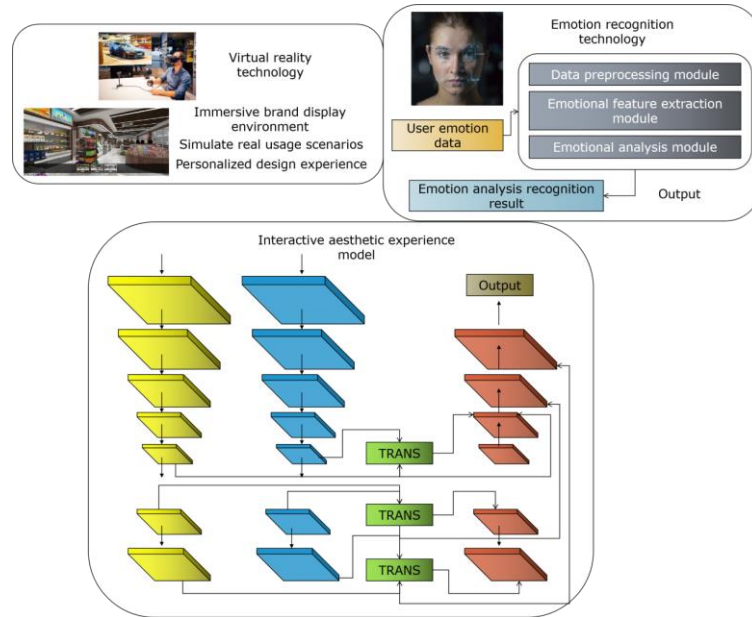 Virtual reality
technology
Immersive brand display
environment
Simulate real usage scenarios
Personalized design experience
Emotion recognition
technology
Data preprocessing module
Emotional feature extraction
module
Emotional analysis module
User emotion
data
Emotion analysis recognition
result
Output
Interactive aesthetic experience
model
Output
TRANS
TRANS
TRANS